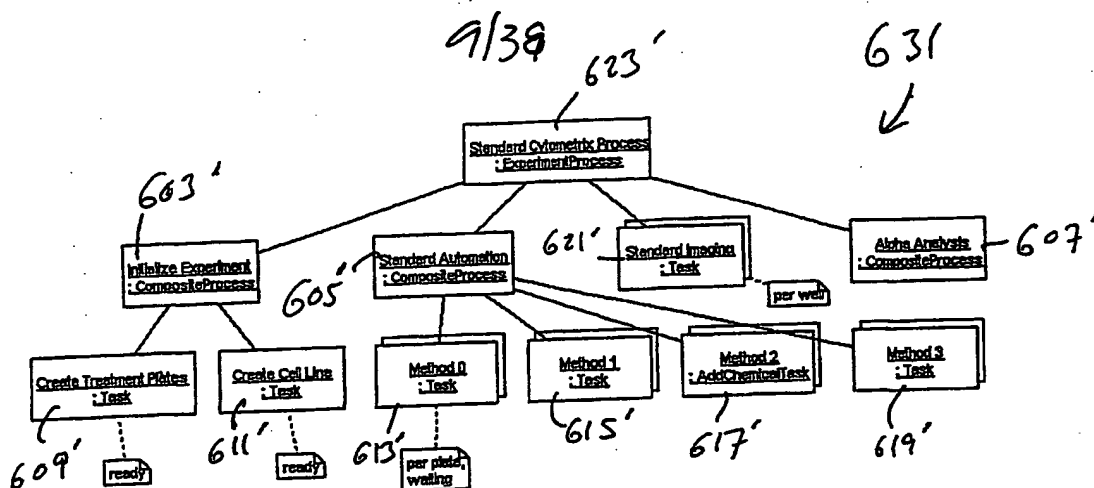 9/38
623'
631
Standard Cytometrix Process
: ExperimentProcess
603'
Initialize Experiment
: CompositeProcess
605'
Standard Automation
: CompositeProcess
621'
Standard Imaging
: Task
per well
Alpha Analysis
: CompositeProcess
607'
Create Treatment Plates
: Task
Create Cell Line
: Task
Method 0
: Task
Method 1
: Task
Method 2
: AddChemicalTask
Method 3
: Task
609'
ready
611'
ready
613'
per plate,
waiting
615'
617'
619'